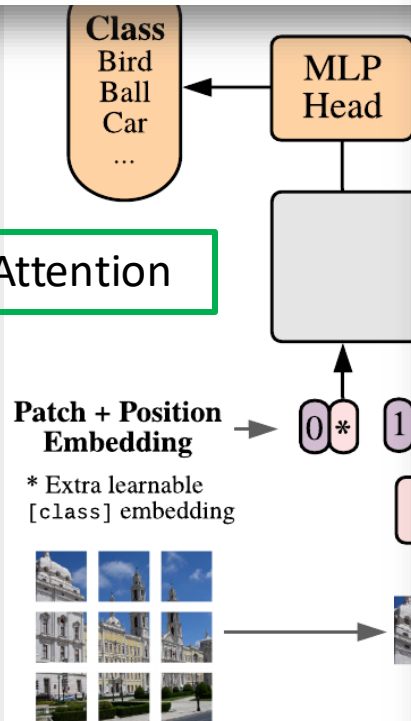 Class
Bird
Ball
Car
...
MLP
Head
Attention
Patch + Position
Embedding
0 *
1
* Extra learnable
[class] embedding